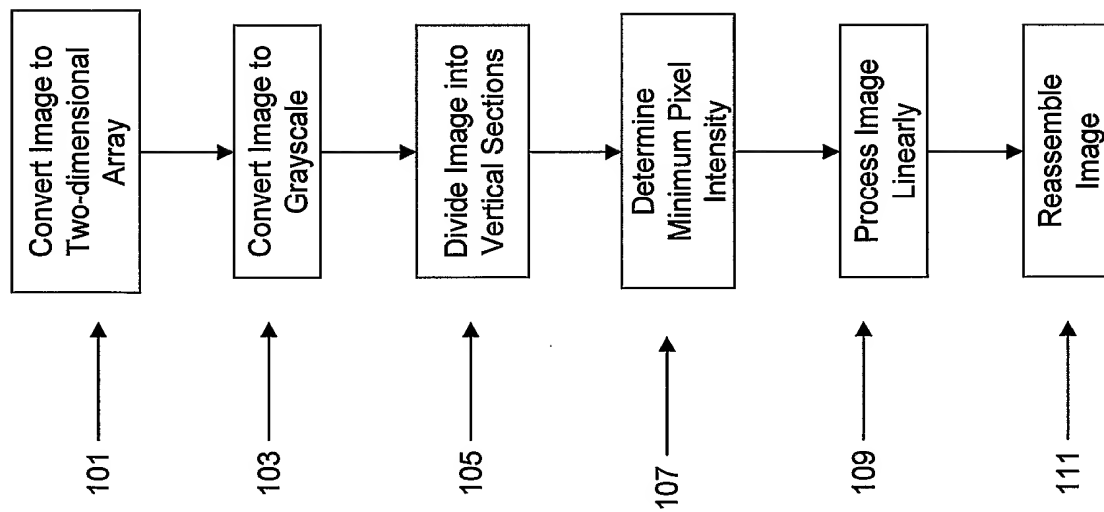 101
Convert Image to
Two-dimensional
Array
103
Convert Image to
Grayscale
105
Divide Image into
Vertical Sections
107
Determine
Minimum Pixel
Intensity
109
Process Image
Linearly
111
Reassemble
Image